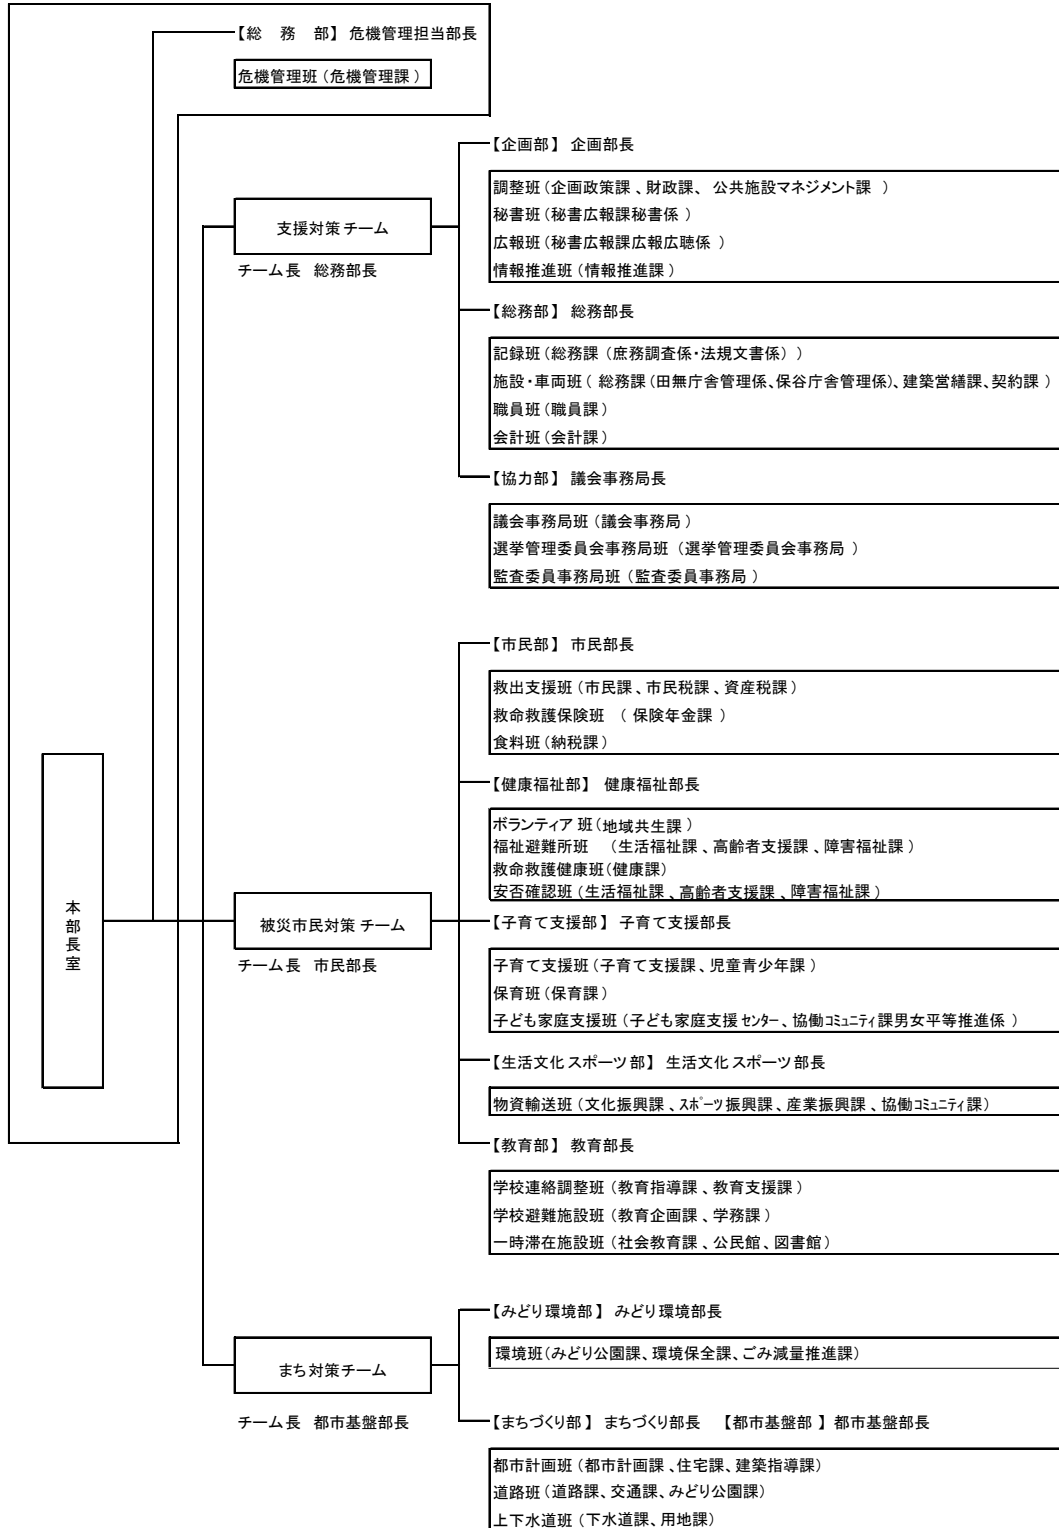 【総　務　部】 危機管理担当部長
危機管理班（危機管理課）
【企画部】 企画部長
調整班（企画政策課、財政課、公共施設マネジメント課）
秘書班（秘書広報課秘書係）
広報班（秘書広報課広報広聴係）
情報推進班（情報推進課）
支援対策チーム
チーム長　総務部長
【総務部】 総務部長
記録班（総務課（庶務調査係・法規文書係））
施設・車両班（総務課（田無庁舎管理係、保谷庁舎管理係）、建築営繕課、契約課）
職員班（職員課）
会計班（会計課）
【協力部】 議会事務局長
議会事務局班（議会事務局）
選挙管理委員会事務局班（選挙管理委員会事務局）
監査委員事務局班（監査委員事務局）
【市民部】 市民部長
救出支援班（市民課、市民税課、資産税課）
救命救護保険班（保険年金課）
食料班（納税課）
【健康福祉部】 健康福祉部長
ボランティア班（地域共生課）
福祉避難所班（生活福祉課、高齢者支援課、障害福祉課）
救命救護健康班（健康課）
安否確認班（生活福祉課、高齢者支援課、障害福祉課）
本部長室
被災市民対策チーム
チーム長　市民部長
【子育て支援部】 子育て支援部長
子育て支援班（子育て支援課、児童青少年課）
保育班（保育課）
子ども家庭支援班（子ども家庭支援センター、協働コミュニティ課男女平等推進係）
【生活文化スポーツ部】 生活文化スポーツ部長
物資輸送班（文化振興課、スポーツ振興課、産業振興課、協働コミュニティ課）
【教育部】 教育部長
学校連絡調整班（教育指導課、教育支援課）
学校避難施設班（教育企画課、学務課）
一時滞在施設班（社会教育課、公民館、図書館）
【みどり環境部】 みどり環境部長
環境班（みどり公園課、環境保全課、ごみ減量推進課）
まち対策チーム
チーム長　都市基盤部長
【まちづくり部】 まちづくり部長　【都市基盤部】都市基盤部長
都市計画班（都市計画課、住宅課、建築指導課）
道路班（道路課、交通課、みどり公園課）
上下水道班（下水道課、用地課）